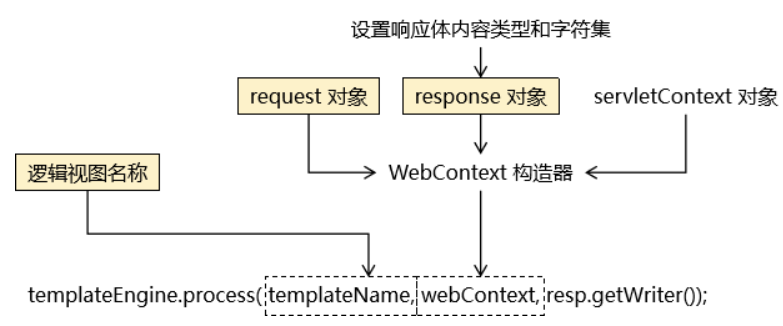 设置响应体内容类型和字符集
request 对象
response 对象
servletContext 对象
逻辑视图名称
WebContext 构造器
templateEngine.process( templateName, webContext, resp.getWriter());